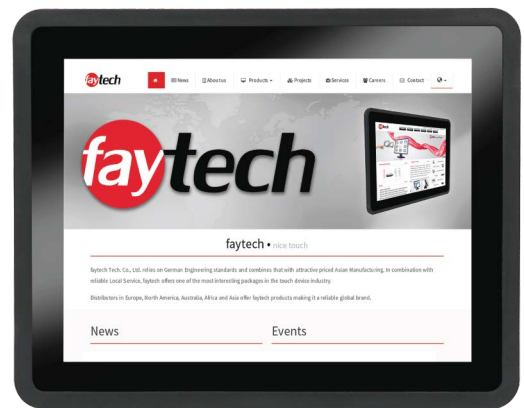 faytech
News
About us
Products
Projects
Services
Careers
Contact
faytech
faytech • nice touch
faytech Tech. Co., Ltd. relies on German Engineering standards and combines that with attractive priced Asian Manufacturing. In combination with
reliable Local Service, faytech offers one of the most interesting packages in the touch device industry.
Distributors in Europe, North America, Australia, Africa and Asia offer faytech products making it a reliable global brand.
News
Events